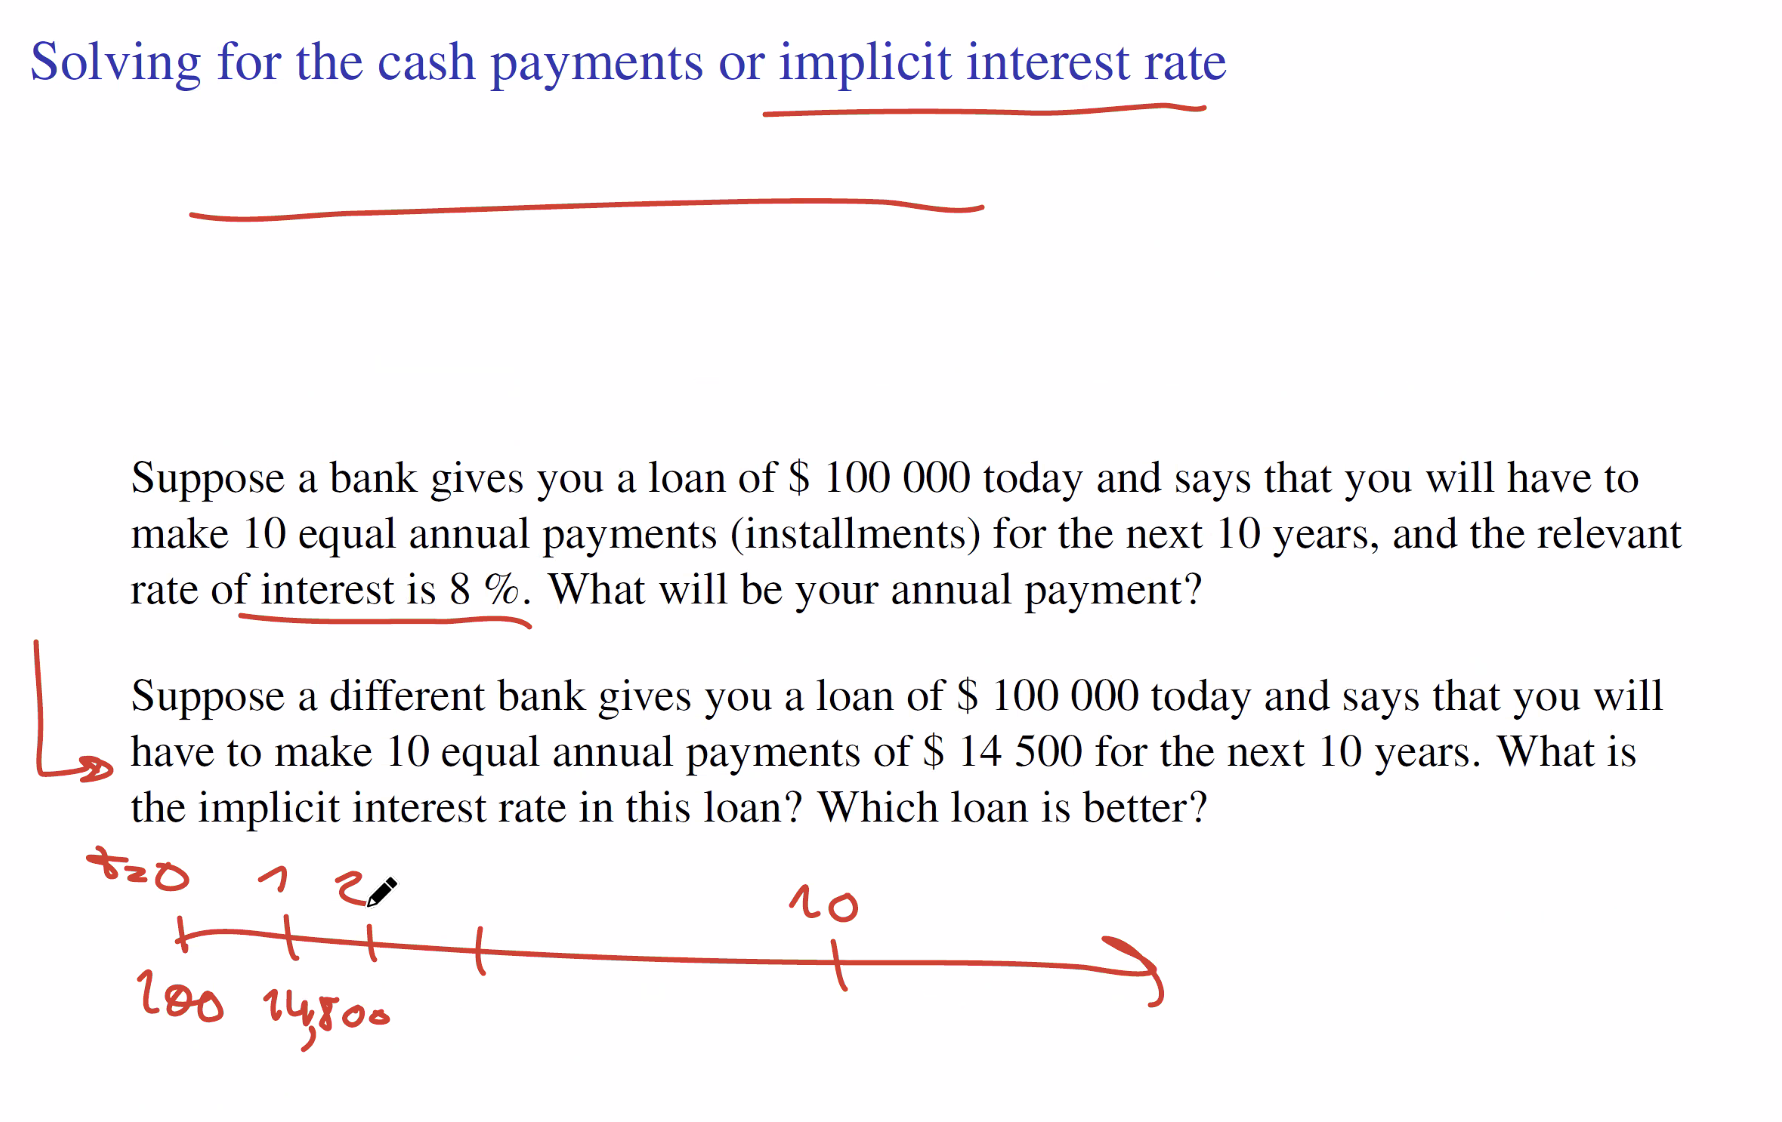 Solving for the cash payments or implicit interest rate
Suppose a bank gives you a loan of $ 100 000 today and says that you will have to
make 10 equal annual payments (installments) for the next 10 years, and the relevant
rate of interest is 8 %. What will be your annual payment?
Suppose a different bank gives you a loan of $ 100 000 today and says that you will
have to make 10 equal annual payments of $ 14 500 for the next 10 years. What is
the implicit interest rate in this loan? Which loan is better?
t=0 1 2 10
100 14,500